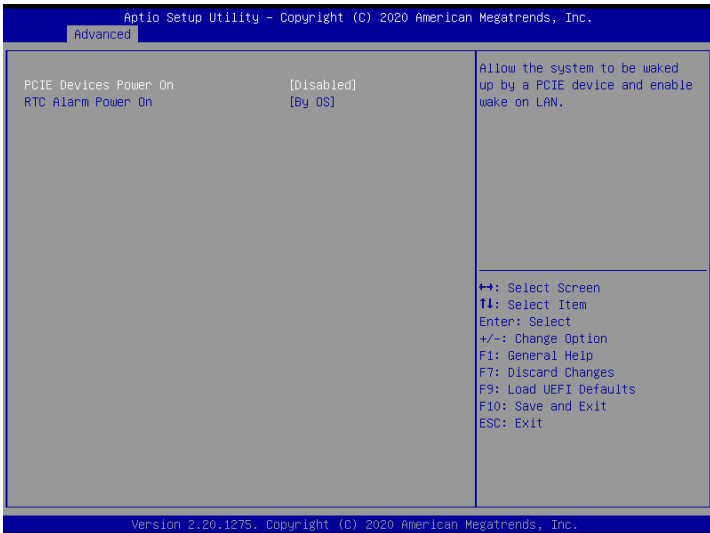 Aptio Setup Utility – Copyright (C) 2020 American Megatrends, Inc.
Advanced
PCIE Devices Power On [Disabled]
RTC Alarm Power On [By OS]
Allow the system to be waked
up by a PCIE device and enable
wake on LAN.
↔: Select Screen
↑↓: Select Item
Enter: Select
+/-: Change Option
F1: General Help
F7: Discard Changes
F9: Load UEFI Defaults
F10: Save and Exit
ESC: Exit
Version 2.20.1275. Copyright (C) 2020 American Megatrends, Inc.